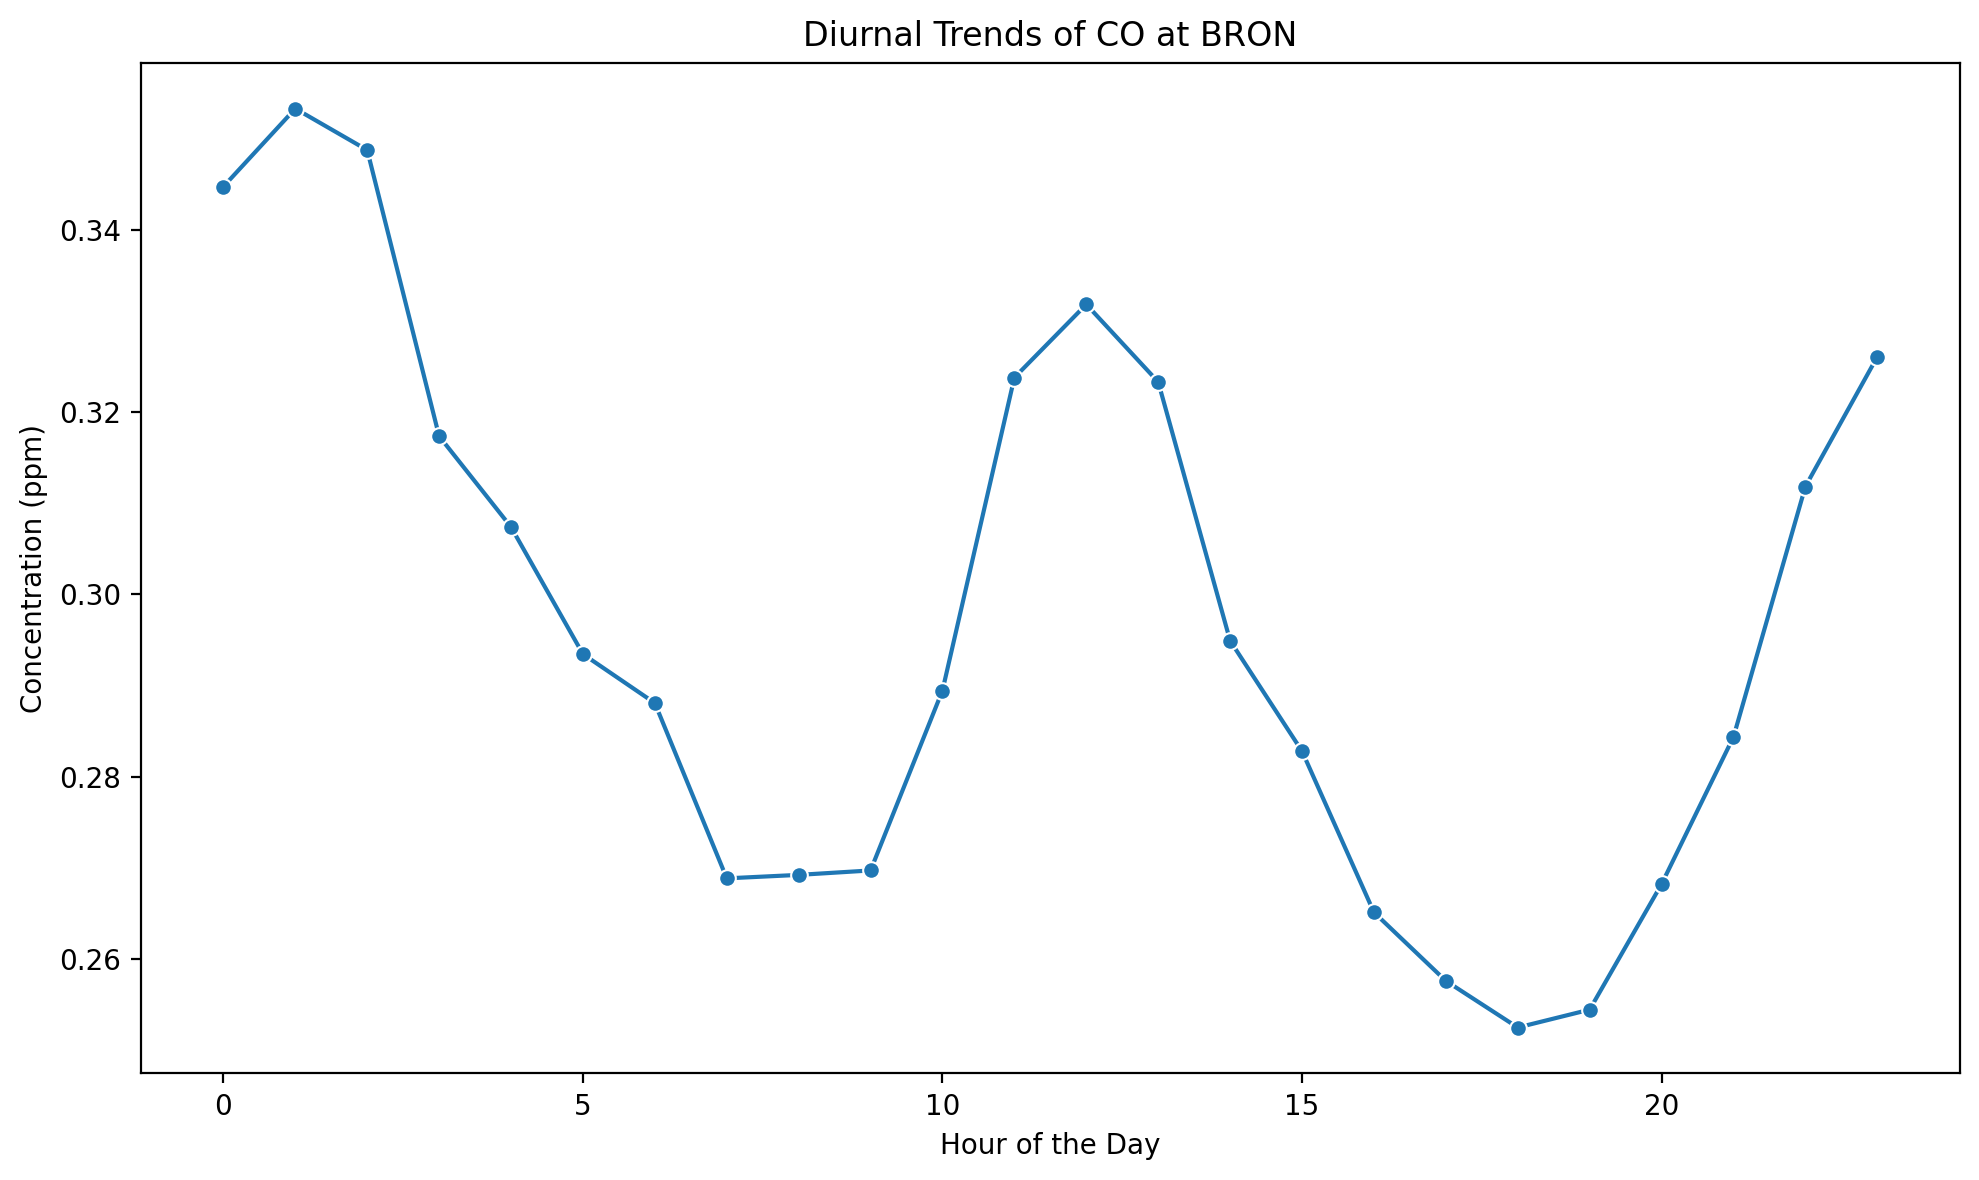 Diurnal Trends of CO at BRON
Concentration (ppm)
0.34
0.32
0.30
0.28
0.26
0 5 10 15 20
Hour of the Day